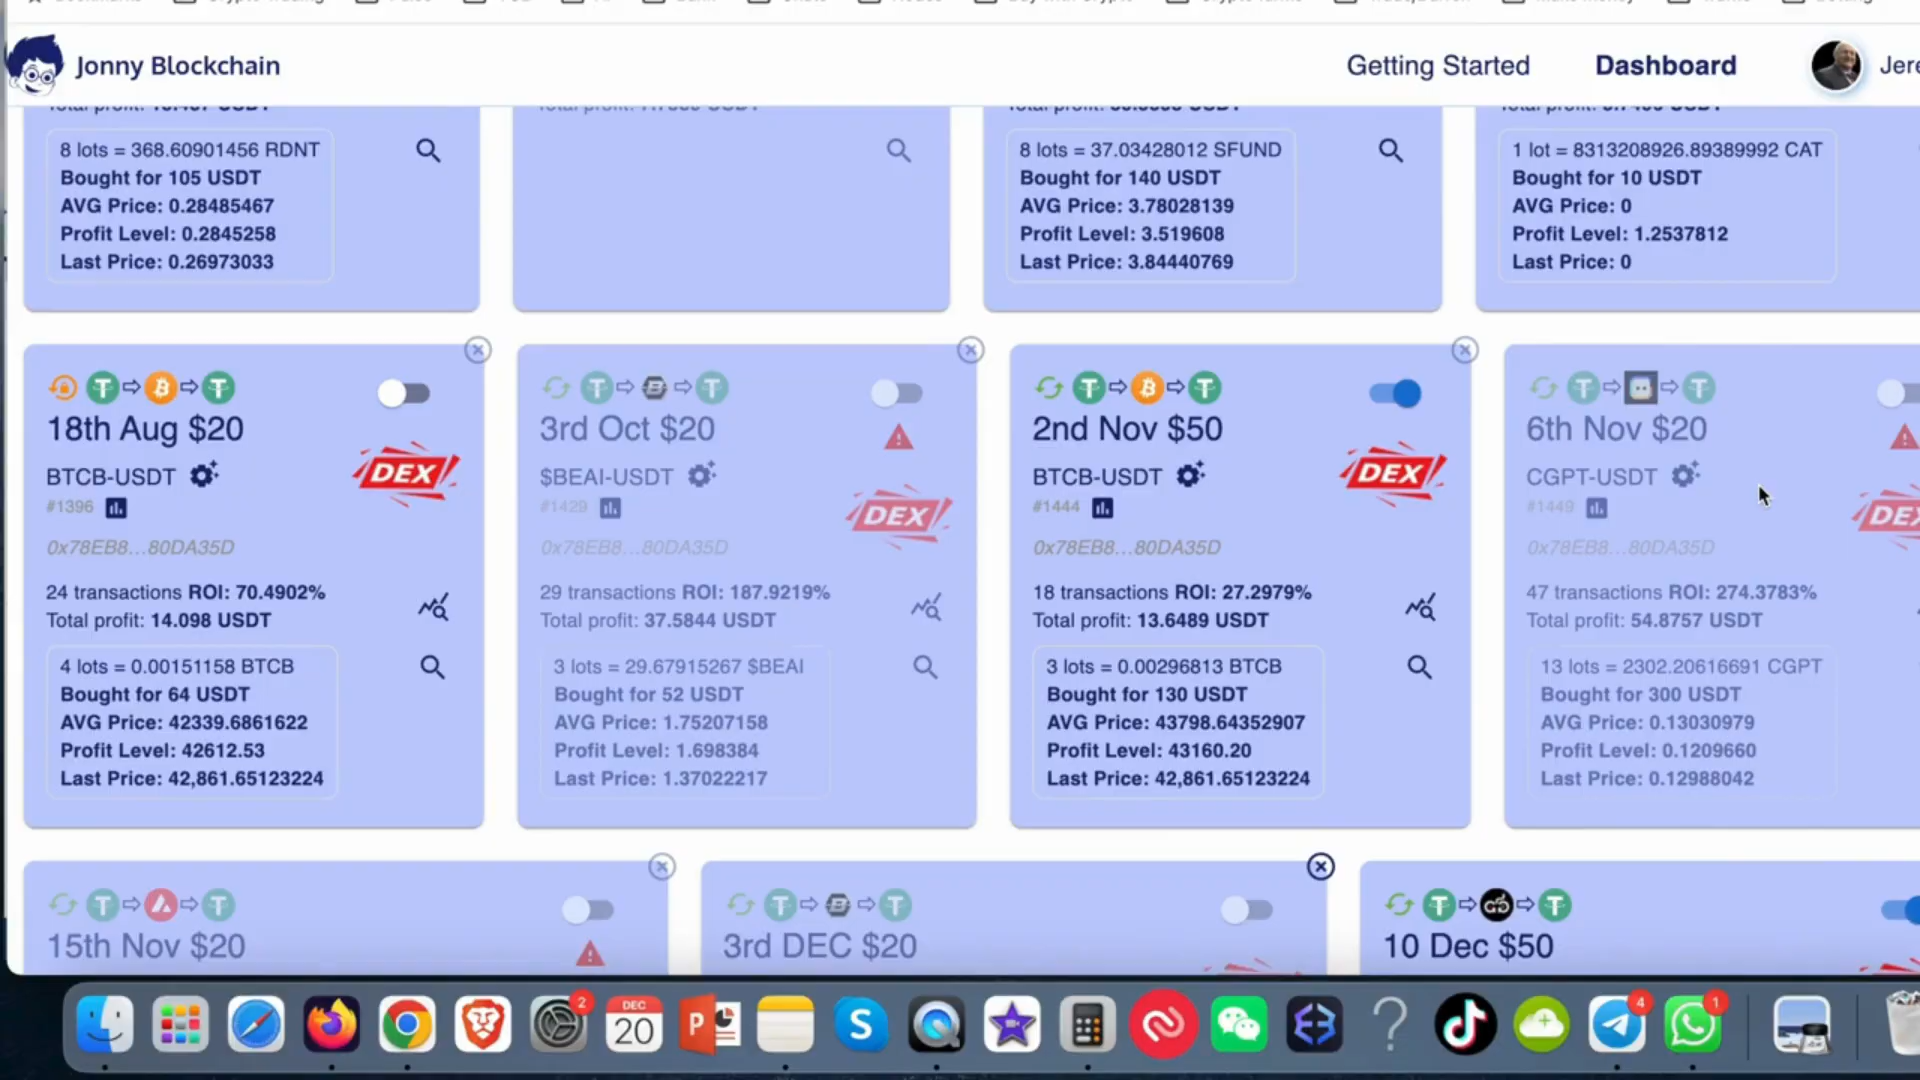 Jonny Blockchain
Getting Started
Dashboard
Jere
8 lots = 368.60901456 RDNT
Bought for 105 USDT
AVG Price: 0.28485467
Profit Level: 0.2845258
Last Price: 0.26973033
8 lots = 37.03428012 SFUND
Bought for 140 USDT
AVG Price: 3.78028139
Profit Level: 3.519608
Last Price: 3.84440769
1 lot = 8313208926.89389992 CAT
Bought for 10 USDT
AVG Price: 0
Profit Level: 1.2537812
Last Price: 0
18th Aug $20
BTCB-USDT
DEX
#1396
0x78EB8...80DA35D
24 transactions ROI: 70.4902%
Total profit: 14.098 USDT
4 lots = 0.00151158 BTCB
Bought for 64 USDT
AVG Price: 42339.6861622
Profit Level: 42612.53
Last Price: 42,861.65123224
3rd Oct $20
$BEAI-USDT
DEX
#1429
0x78EB8...80DA35D
29 transactions ROI: 187.9219%
Total profit: 37.5844 USDT
3 lots = 29.67915267 $BEAI
Bought for 52 USDT
AVG Price: 1.75207158
Profit Level: 1.698384
Last Price: 1.37022217
2nd Nov $50
BTCB-USDT
DEX
#1444
0x78EB8...80DA35D
18 transactions ROI: 27.2979%
Total profit: 13.6489 USDT
3 lots = 0.00296813 BTCB
Bought for 130 USDT
AVG Price: 43798.64352907
Profit Level: 43160.20
Last Price: 42,861.65123224
6th Nov $20
CGPT-USDT
DEX
#1449
0x78EB8...80DA35D
47 transactions ROI: 274.3783%
Total profit: 54.8757 USDT
13 lots = 2302.20616691 CGPT
Bought for 300 USDT
AVG Price: 0.13030979
Profit Level: 0.1209660
Last Price: 0.12988042
15th Nov $20
3rd DEC $20
10 Dec $50
2
DEC
20
4
1